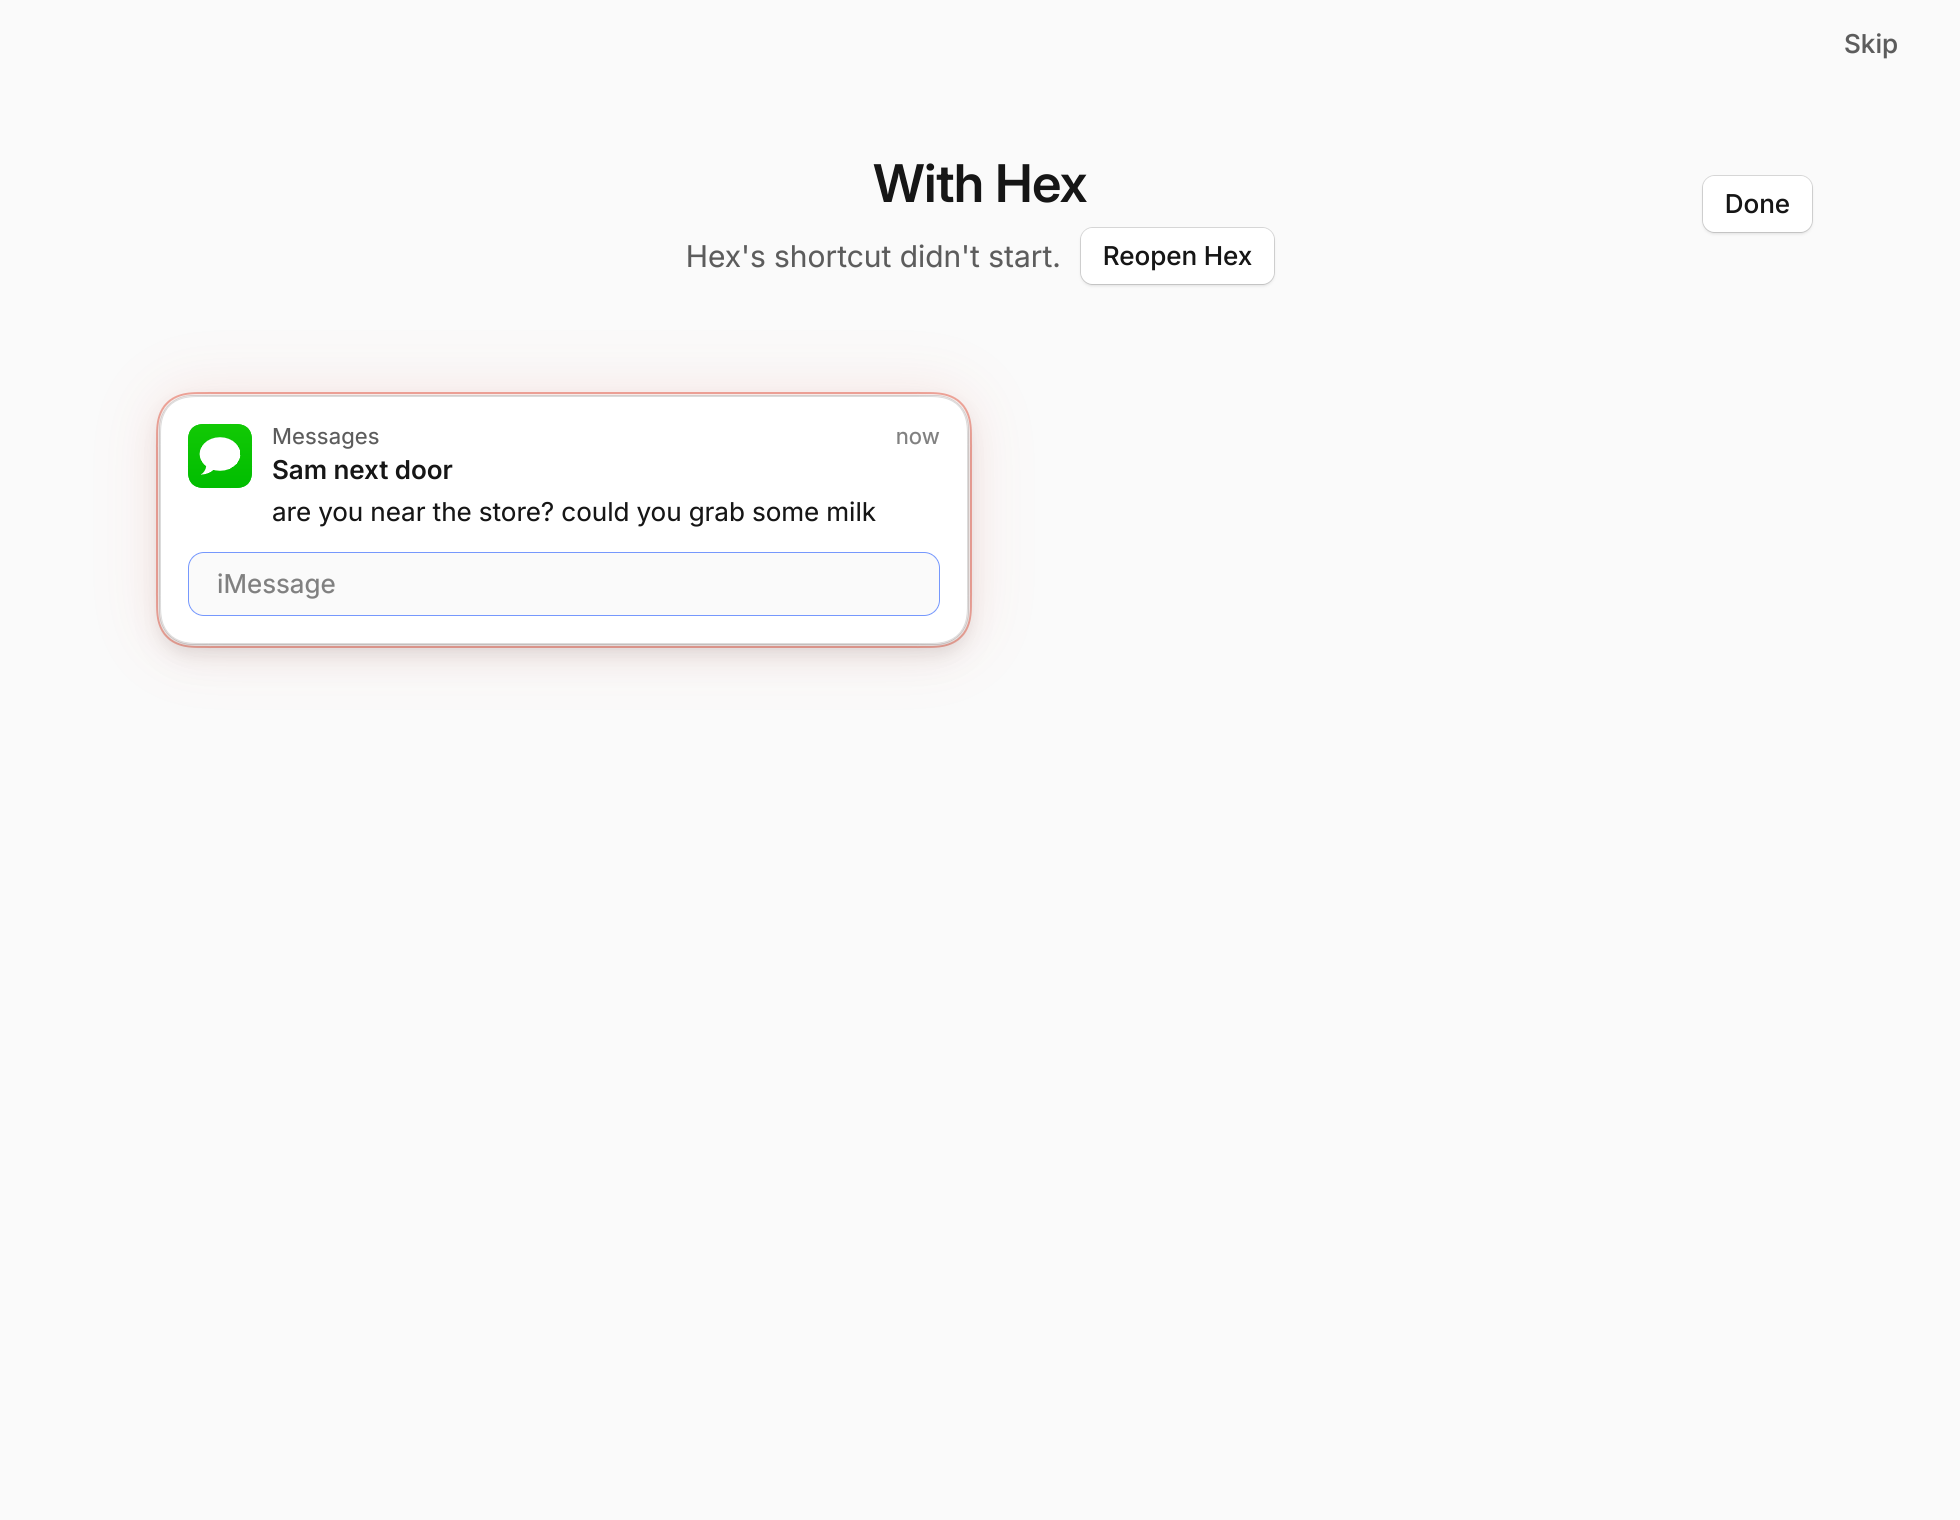 Skip
With Hex
Done
Hex's shortcut didn't start.
Reopen Hex
Messages
now
Sam next door
are you near the store? could you grab some milk
iMessage